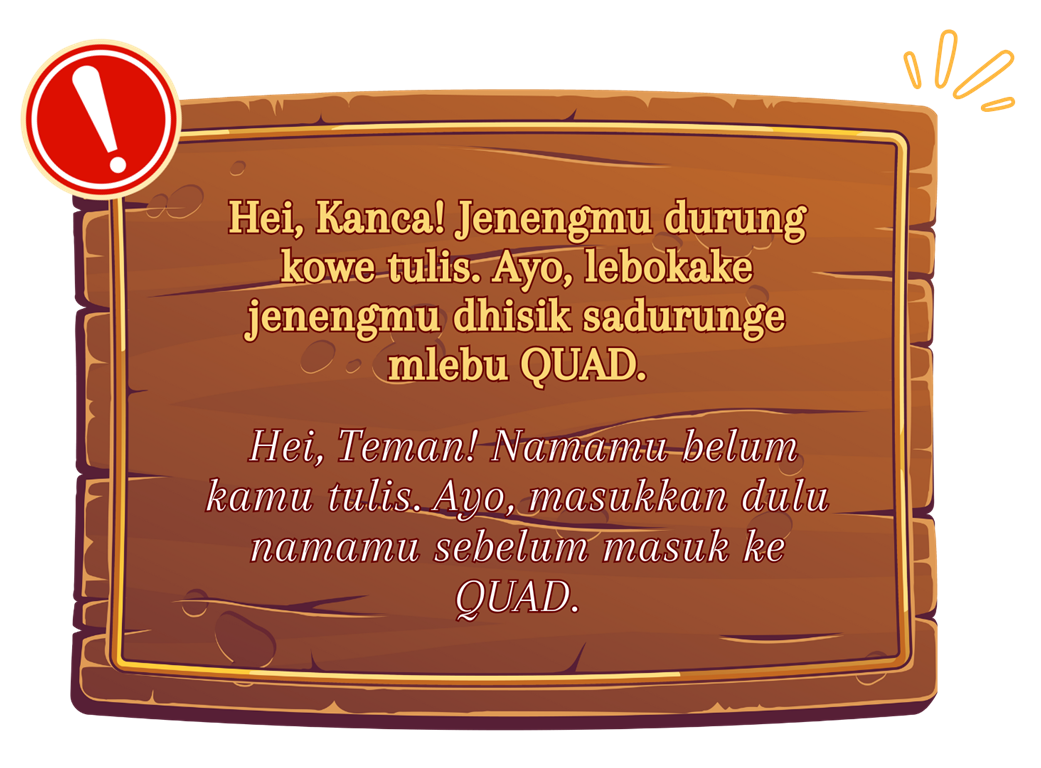 Hei, Kanca! Jenengmu durung
kowe tulis. Ayo, lebokake
jenengmu dhisik sadurunge
mlebu QUAD.
Hei, Teman! Namamu belum
kamu tulis. Ayo, masukkan dulu
namamu sebelum masuk ke
QUAD.